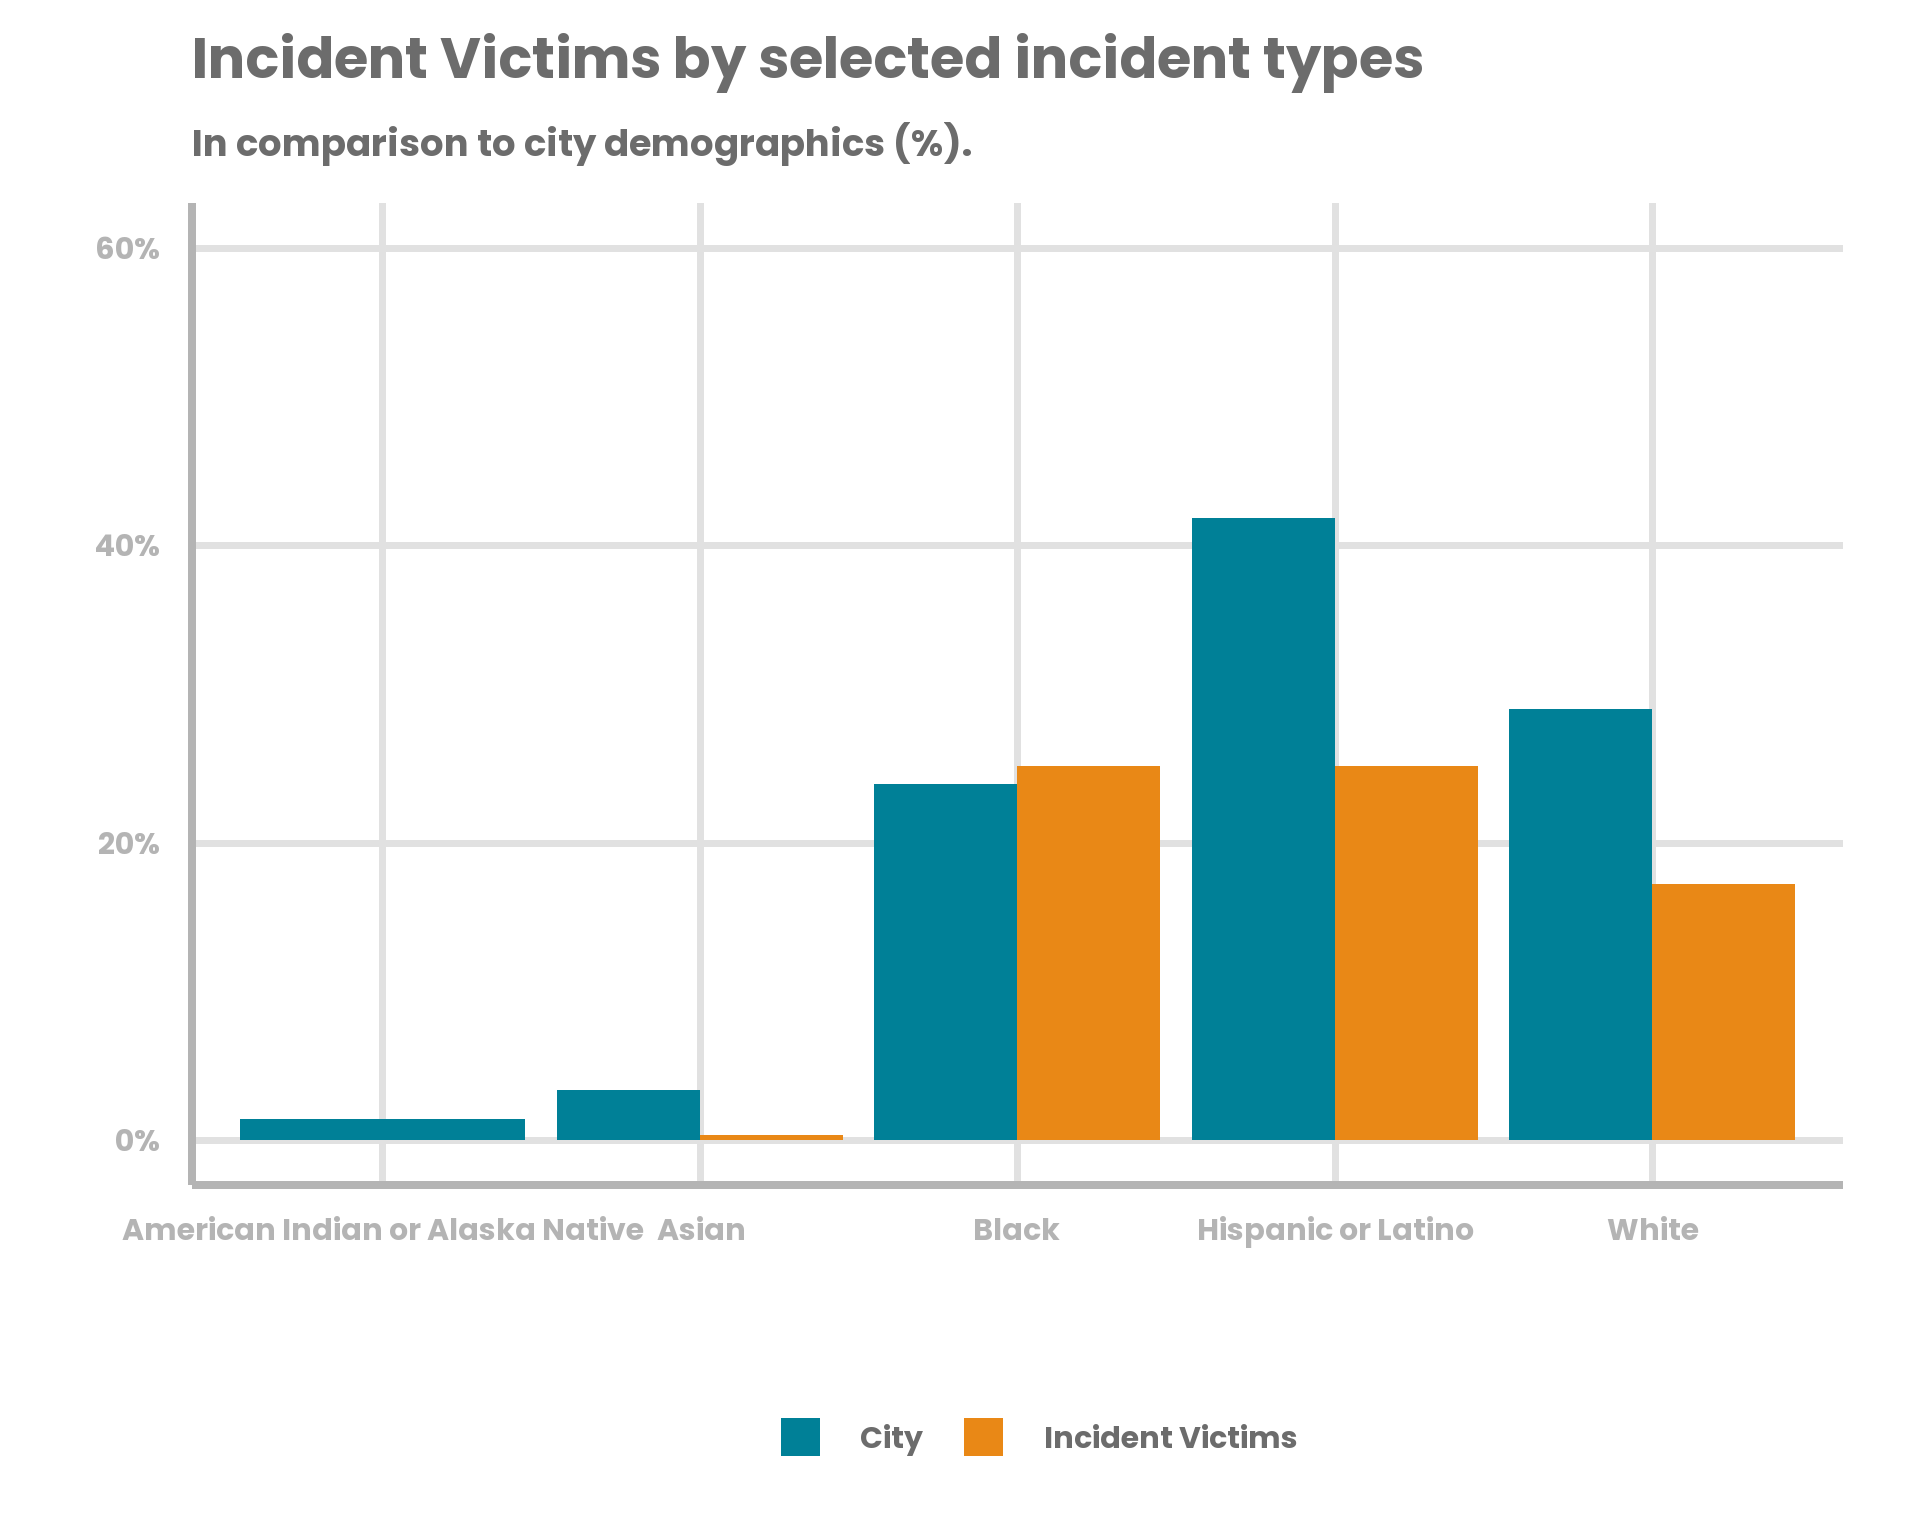 Incident Victims by selected incident types
In comparison to city demographics (%).
60%
40%
20%
0%
American Indian or Alaska Native Asian Black Hispanic or Latino White
City Incident Victims